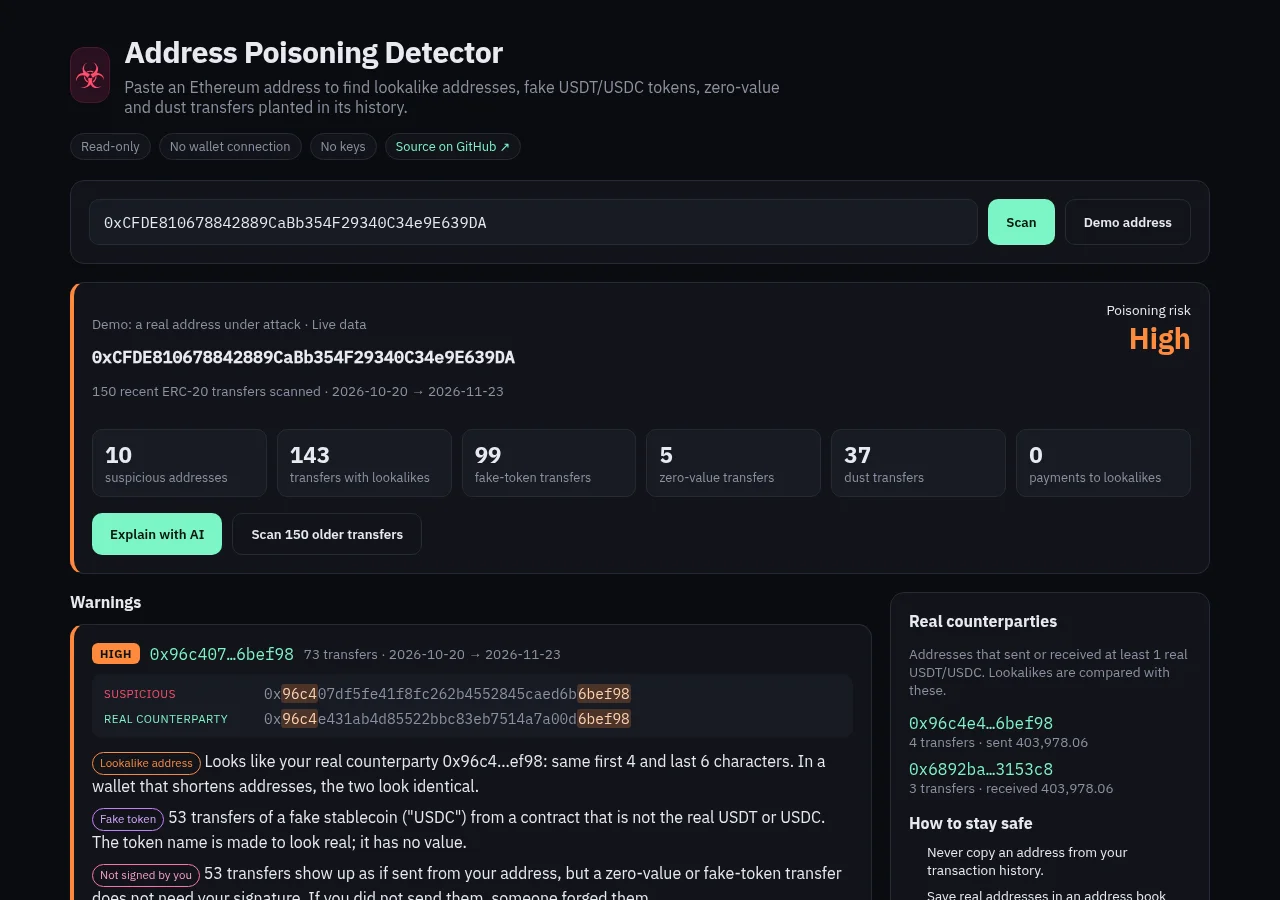 Address Poisoning Detector
Paste an Ethereum address to find lookalike addresses, fake USDT/USDC tokens, zero-value
and dust transfers planted in its history.
Read-only
No wallet connection
No keys
Source on GitHub ↗
0xCFDE810678842889CaBb354F29340C34e9E639DA
Scan
Demo address
Demo: a real address under attack · Live data
Poisoning risk
High
0xCFDE810678842889CaBb354F29340C34e9E639DA
150 recent ERC-20 transfers scanned · 2026-10-20 → 2026-11-23
10
suspicious addresses
143
transfers with lookalikes
99
fake-token transfers
5
zero-value transfers
37
dust transfers
0
payments to lookalikes
Explain with AI
Scan 150 older transfers
Warnings
HIGH 0x96c407…6bef98 73 transfers · 2026-10-20 → 2026-11-23
SUSPICIOUS 0x96c407df5fe41f8fc262b4552845caed6b6bef98
REAL COUNTERPARTY 0x96c4e431ab4d85522bbc83eb7514a7a00d6bef98
Lookalike address Looks like your real counterparty 0x96c4…ef98: same first 4 and last 6 characters. In a
wallet that shortens addresses, the two look identical.
Fake token 53 transfers of a fake stablecoin ("USDC") from a contract that is not the real USDT or USDC.
The token name is made to look real; it has no value.
Not signed by you 53 transfers show up as if sent from your address, but a zero-value or fake-token transfer
does not need your signature. If you did not send them, someone forged them.
Real counterparties
Addresses that sent or received at least 1 real
USDT/USDC. Lookalikes are compared with
these.
0x96c4e4…6bef98
4 transfers · sent 403,978.06
0x6892ba…3153c8
3 transfers · received 403,978.06
How to stay safe
Never copy an address from your
transaction history.
Save real addresses in an address book